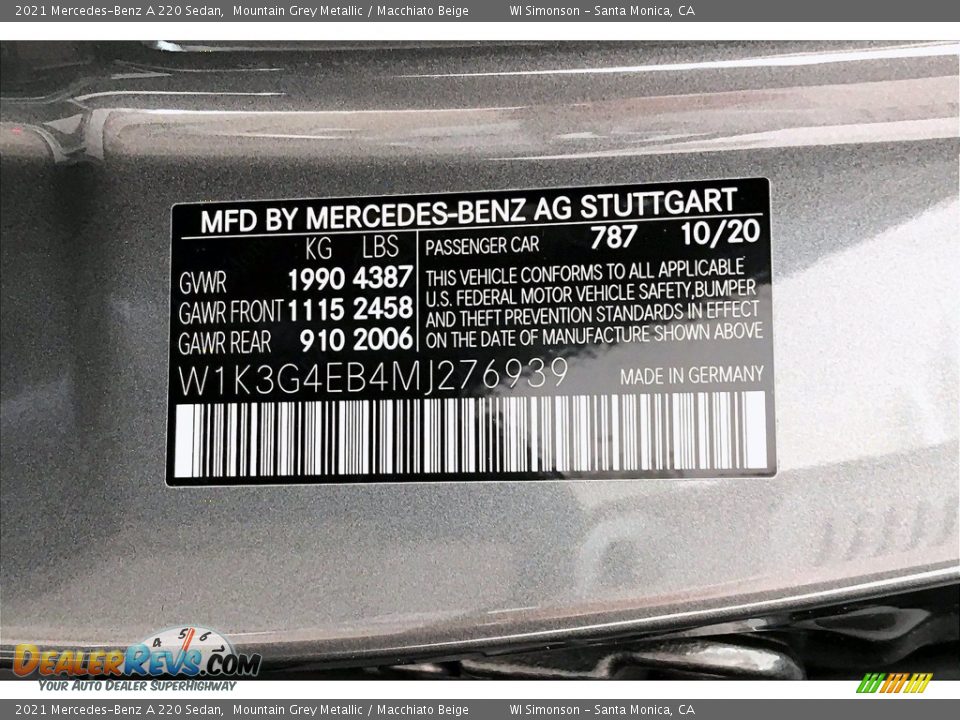 2021 Mercedes-Benz A 220 Sedan, Mountain Grey Metallic / Macchiato Beige WI Simonson - Santa Monica, CA
MFD BY MERCEDES-BENZ AG STUTTGART
KG LBS PASSENGER CAR 787 10/20
GVWR 1990 4387
GAWR FRONT 1115 2458
GAWR REAR 910 2006
THIS VEHICLE CONFORMS TO ALL APPLICABLE
U.S. FEDERAL MOTOR VEHICLE SAFETY,BUMPER
AND THEFT PREVENTION STANDARDS IN EFFECT
ON THE DATE OF MANUFACTURE SHOWN ABOVE
W1K3G4EB4MJ276939 MADE IN GERMANY
4 5 6
DEALERREVS.COM
YOUR AUTO DEALER SUPERHIGHWAY
2021 Mercedes-Benz A 220 Sedan, Mountain Grey Metallic / Macchiato Beige WI Simonson - Santa Monica, CA